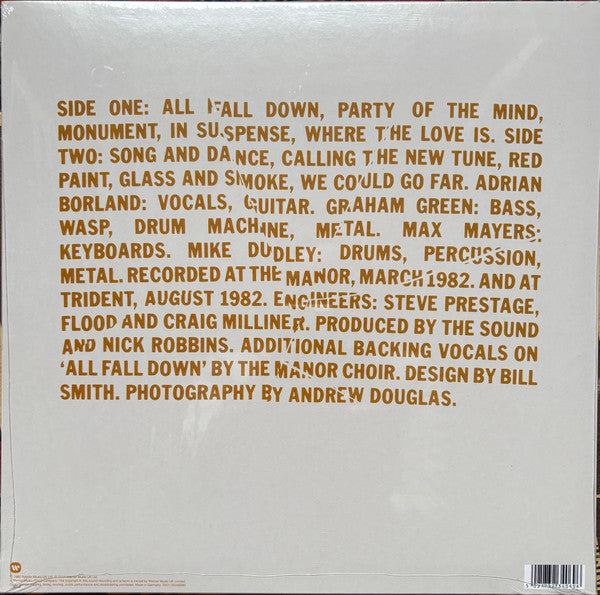 SIDE ONE: ALL FALL DOWN, PARTY OF THE MIND,
MONUMENT, IN SUSPENSE, WHERE THE LOVE IS. SIDE
TWO: SONG AND DANCE, CALLING THE NEW TUNE, RED
PAINT, GLASS AND SMOKE, WE COULD GO FAR. ADRIAN
BORLAND: VOCALS, GUITAR. GRAHAM GREEN: BASS,
WASP, DRUM MACHINE, METAL. MAX MAYERS:
KEYBOARDS. MIKE DUDLEY: DRUMS, PERCUSSION,
METAL. RECORDED AT THE MANOR, MARCH 1982. AND AT
TRIDENT, AUGUST 1982. ENGINEERS: STEVE PRESTAGE,
FLOOD AND CRAIG MILLINER. PRODUCED BY THE SOUND
AND NICK ROBBINS. ADDITIONAL BACKING VOCALS ON
‘ALL FALL DOWN’ BY THE MANOR CHOIR. DESIGN BY BILL
SMITH. PHOTOGRAPHY BY ANDREW DOUGLAS.